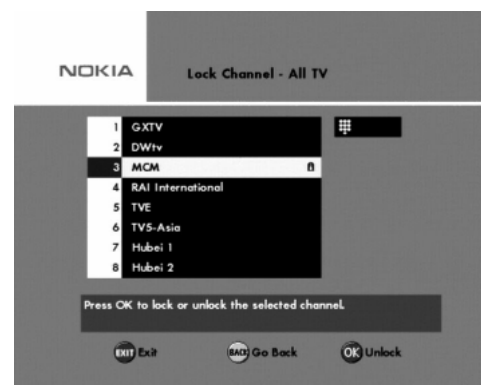 NOKIA
Lock Channel - All TV
1 GXTV
2 DWtv
3 MCM
4 RAI International
5 TVE
6 TV5-Asia
7 Hubei 1
8 Hubei 2
Press OK to lock or unlock the selected channel.
EXIT Exit BACK Go Back OK Unlock